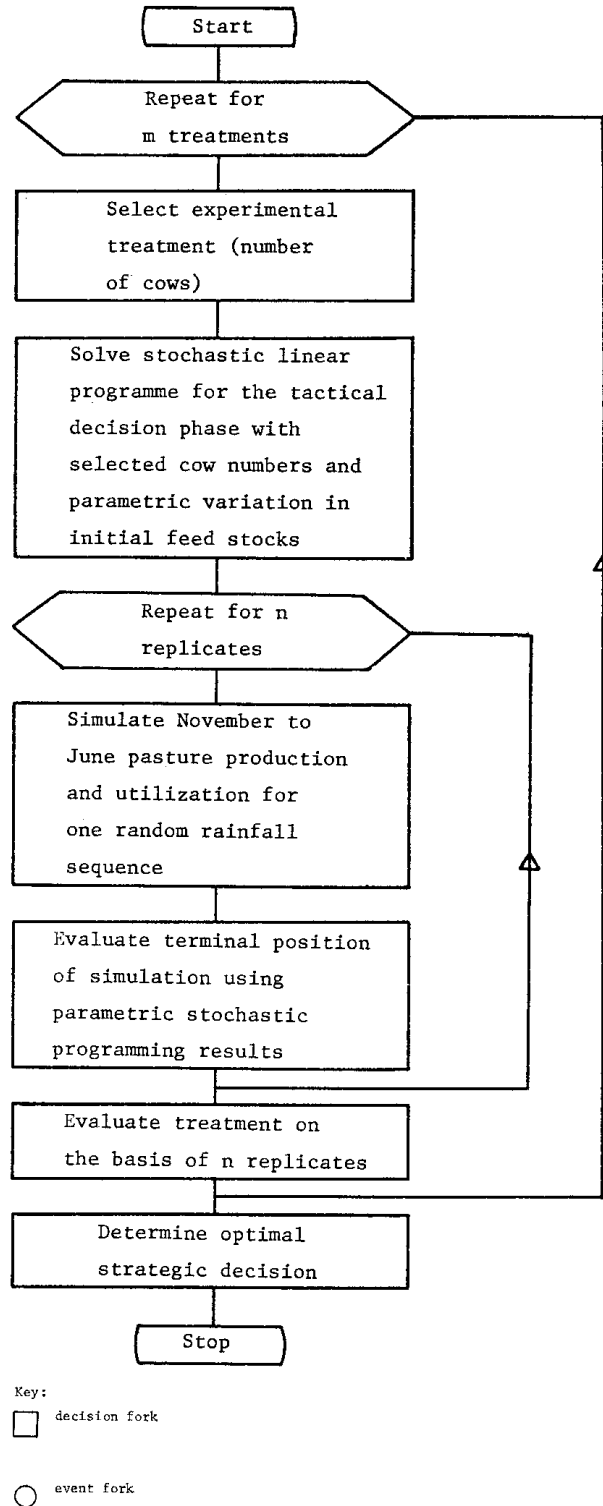 Start
Repeat for
m treatments
Select experimental
treatment (number
of cows)
Solve stochastic linear
programme for the tactical
decision phase with
selected cow numbers and
parametric variation in
initial feed stocks
Repeat for n
replicates
Simulate November to
June pasture production
and utilization for
one random rainfall
sequence
Evaluate terminal position
of simulation using
parametric stochastic
programming results
Evaluate treatment on
the basis of n replicates
Determine optimal
strategic decision
Stop
Key:
decision fork
event fork